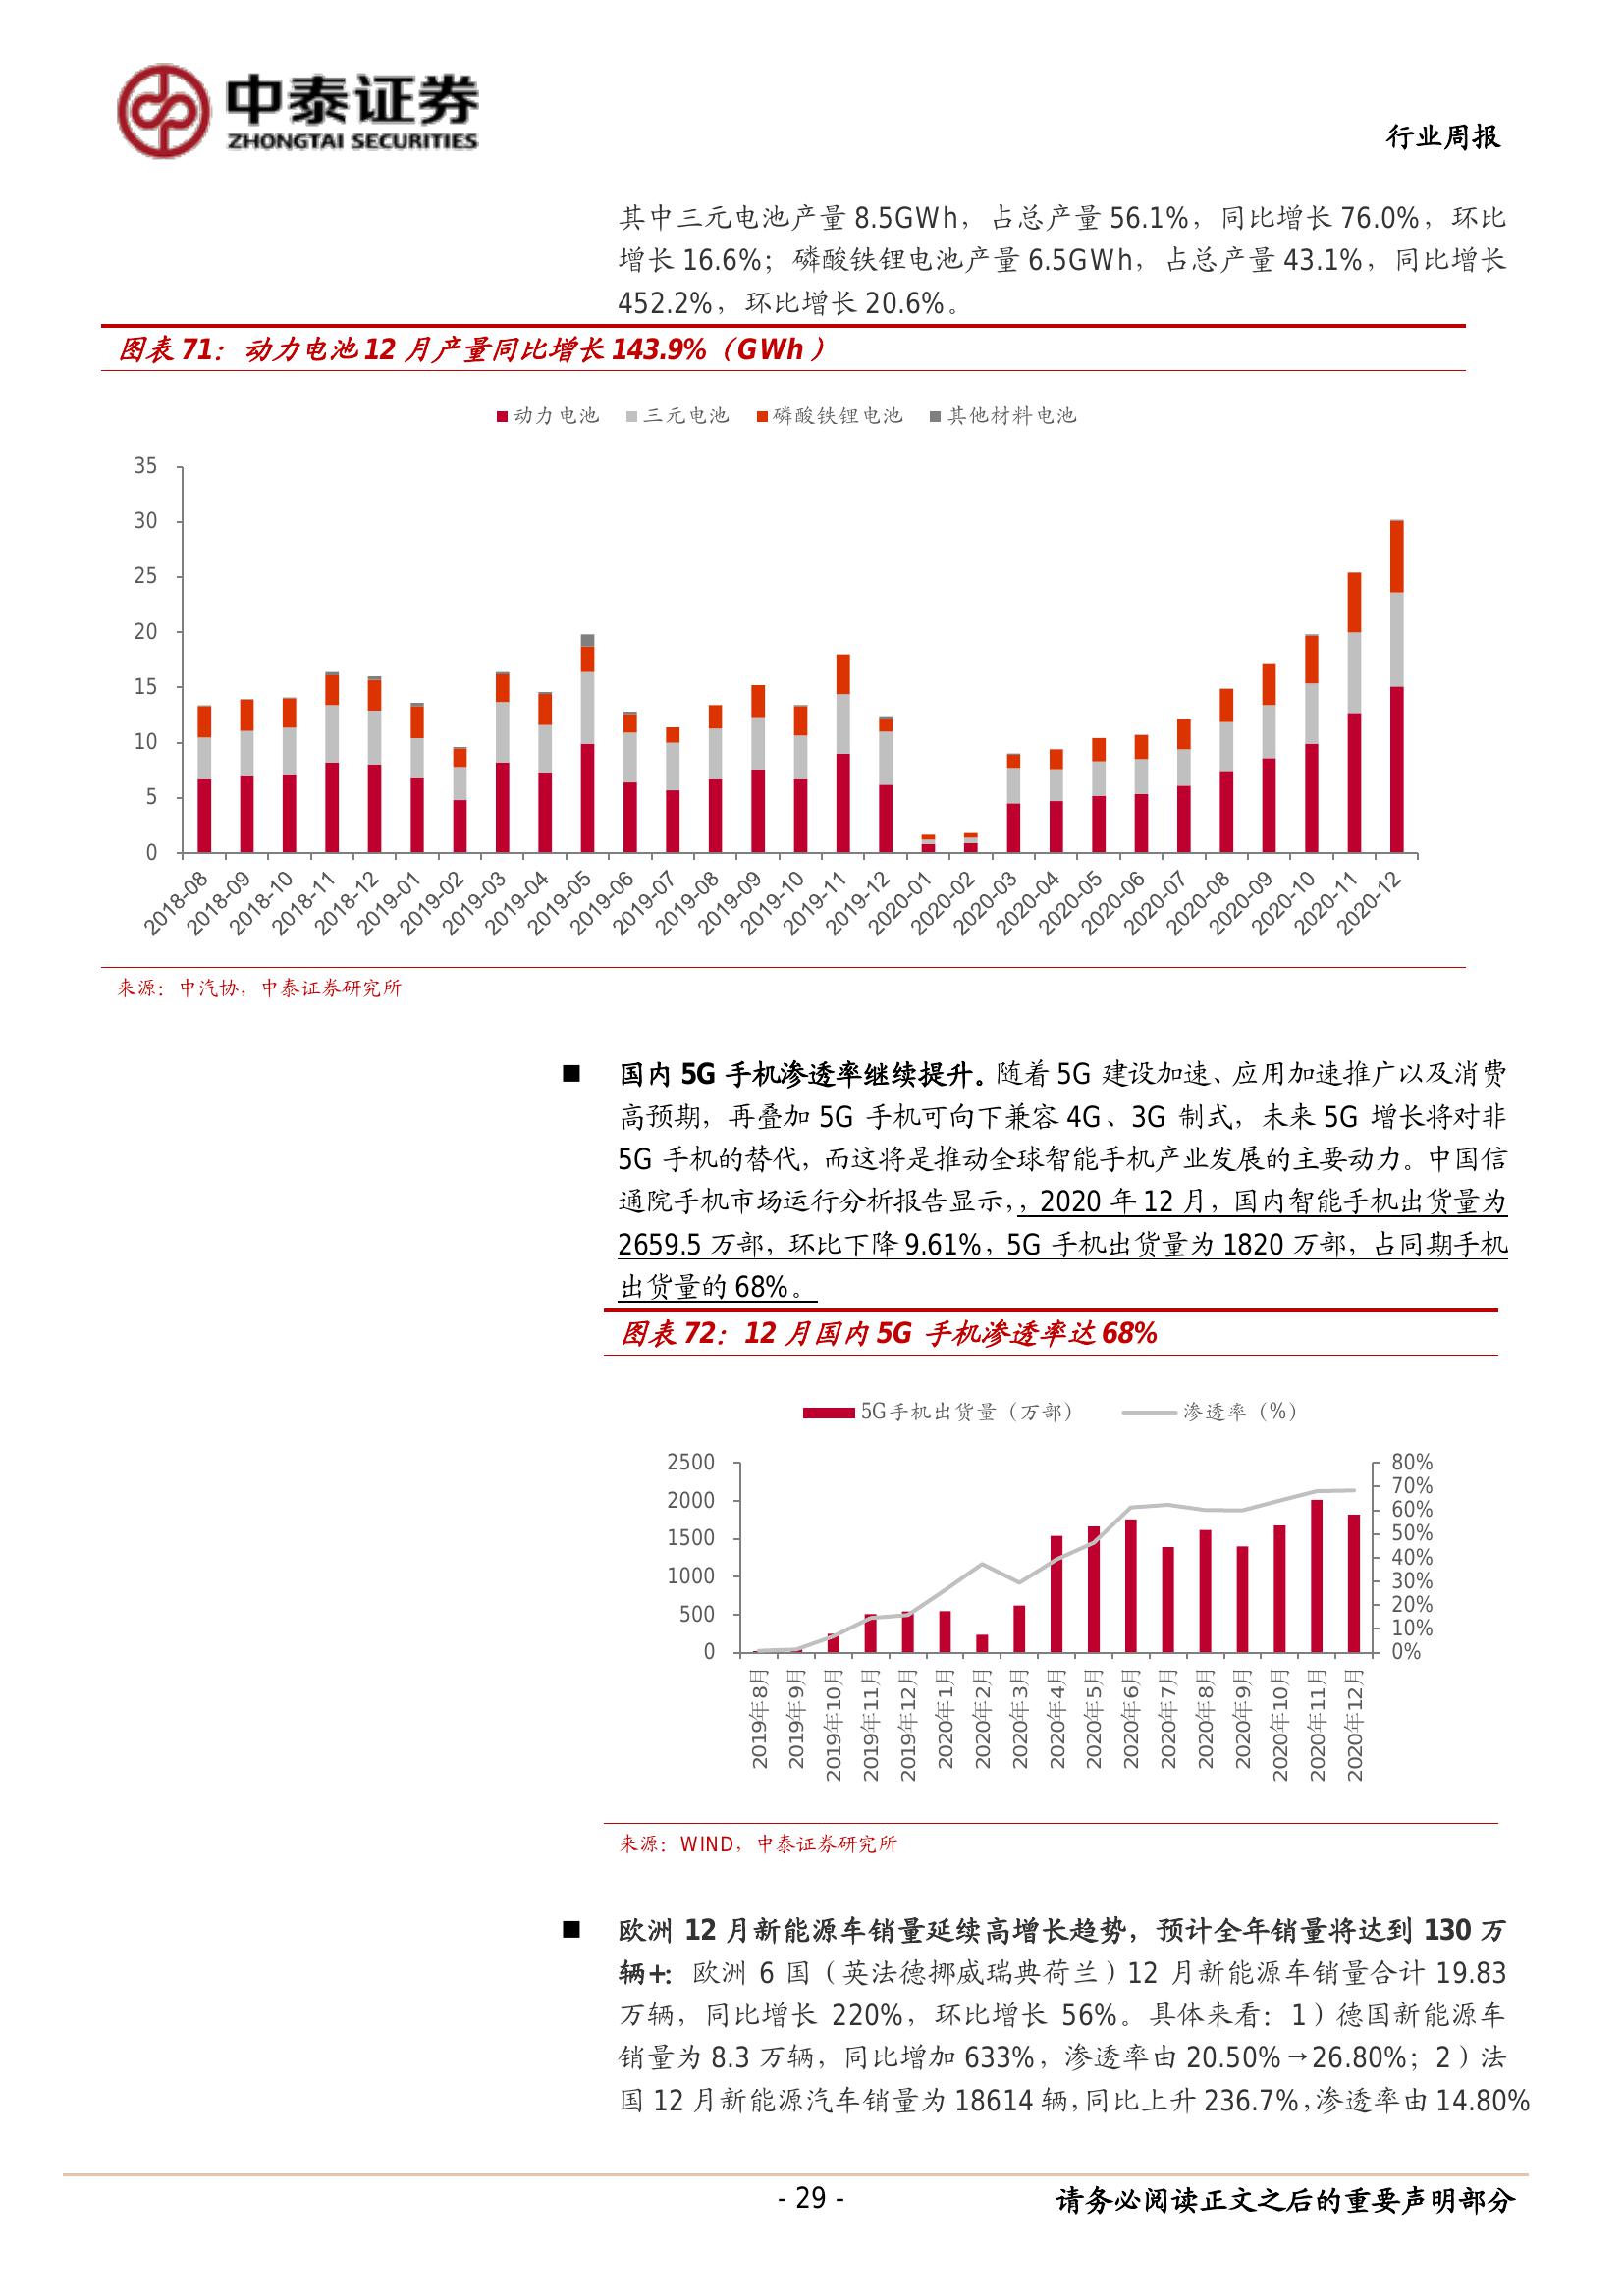 中泰证券
ZHONGTAI SECURITIES
行业周报
其中三元电池产量 8.5GWh，占总产量 56.1%，同比增长 76.0%，环比
增长 16.6%；磷酸铁锂电池产量 6.5GWh，占总产量 43.1%，同比增长
452.2%，环比增长 20.6%。
图表 71：动力电池 12 月产量同比增长 143.9%（GWh）
动力电池 三元电池 磷酸铁锂电池 其他材料电池
35
30
25
20
15
10
5
0
2018-08 2018-09 2018-10 2018-11 2018-12 2019-01 2019-02 2019-03 2019-04 2019-05 2019-06 2019-07 2019-08 2019-09 2019-10 2019-11 2019-12 2020-01 2020-02 2020-03 2020-04 2020-05 2020-06 2020-07 2020-08 2020-09 2020-10 2020-11 2020-12
来源：中汽协，中泰证券研究所
■ 国内 5G 手机渗透率继续提升。随着 5G 建设加速、应用加速推广以及消费
高预期，再叠加 5G 手机可向下兼容 4G、3G 制式，未来 5G 增长将对非
5G 手机的替代，而这将是推动全球智能手机产业发展的主要动力。中国信
通院手机市场运行分析报告显示，，2020 年 12 月，国内智能手机出货量为
2659.5 万部，环比下降 9.61%，5G 手机出货量为 1820 万部，占同期手机
出货量的 68%。
图表 72：12 月国内 5G 手机渗透率达 68%
5G手机出货量（万部） 渗透率（%）
2500 80%
70%
2000 60%
1500 50%
40%
1000 30%
500 20%
10%
0 0%
2019年8月 2019年9月 2019年10月 2019年11月 2019年12月 2020年1月 2020年2月 2020年3月 2020年4月 2020年5月 2020年6月 2020年7月 2020年8月 2020年9月 2020年10月 2020年11月 2020年12月
来源：WIND，中泰证券研究所
■ 欧洲 12 月新能源车销量延续高增长趋势，预计全年销量将达到 130 万
辆+：欧洲 6 国（英法德挪威瑞典荷兰）12 月新能源车销量合计 19.83
万辆，同比增长 220%，环比增长 56%。具体来看：1）德国新能源车
销量为 8.3 万辆，同比增加 633%，渗透率由 20.50%→26.80%；2）法
国 12 月新能源汽车销量为 18614 辆，同比上升 236.7%，渗透率由 14.80%
- 29 -
请务必阅读正文之后的重要声明部分